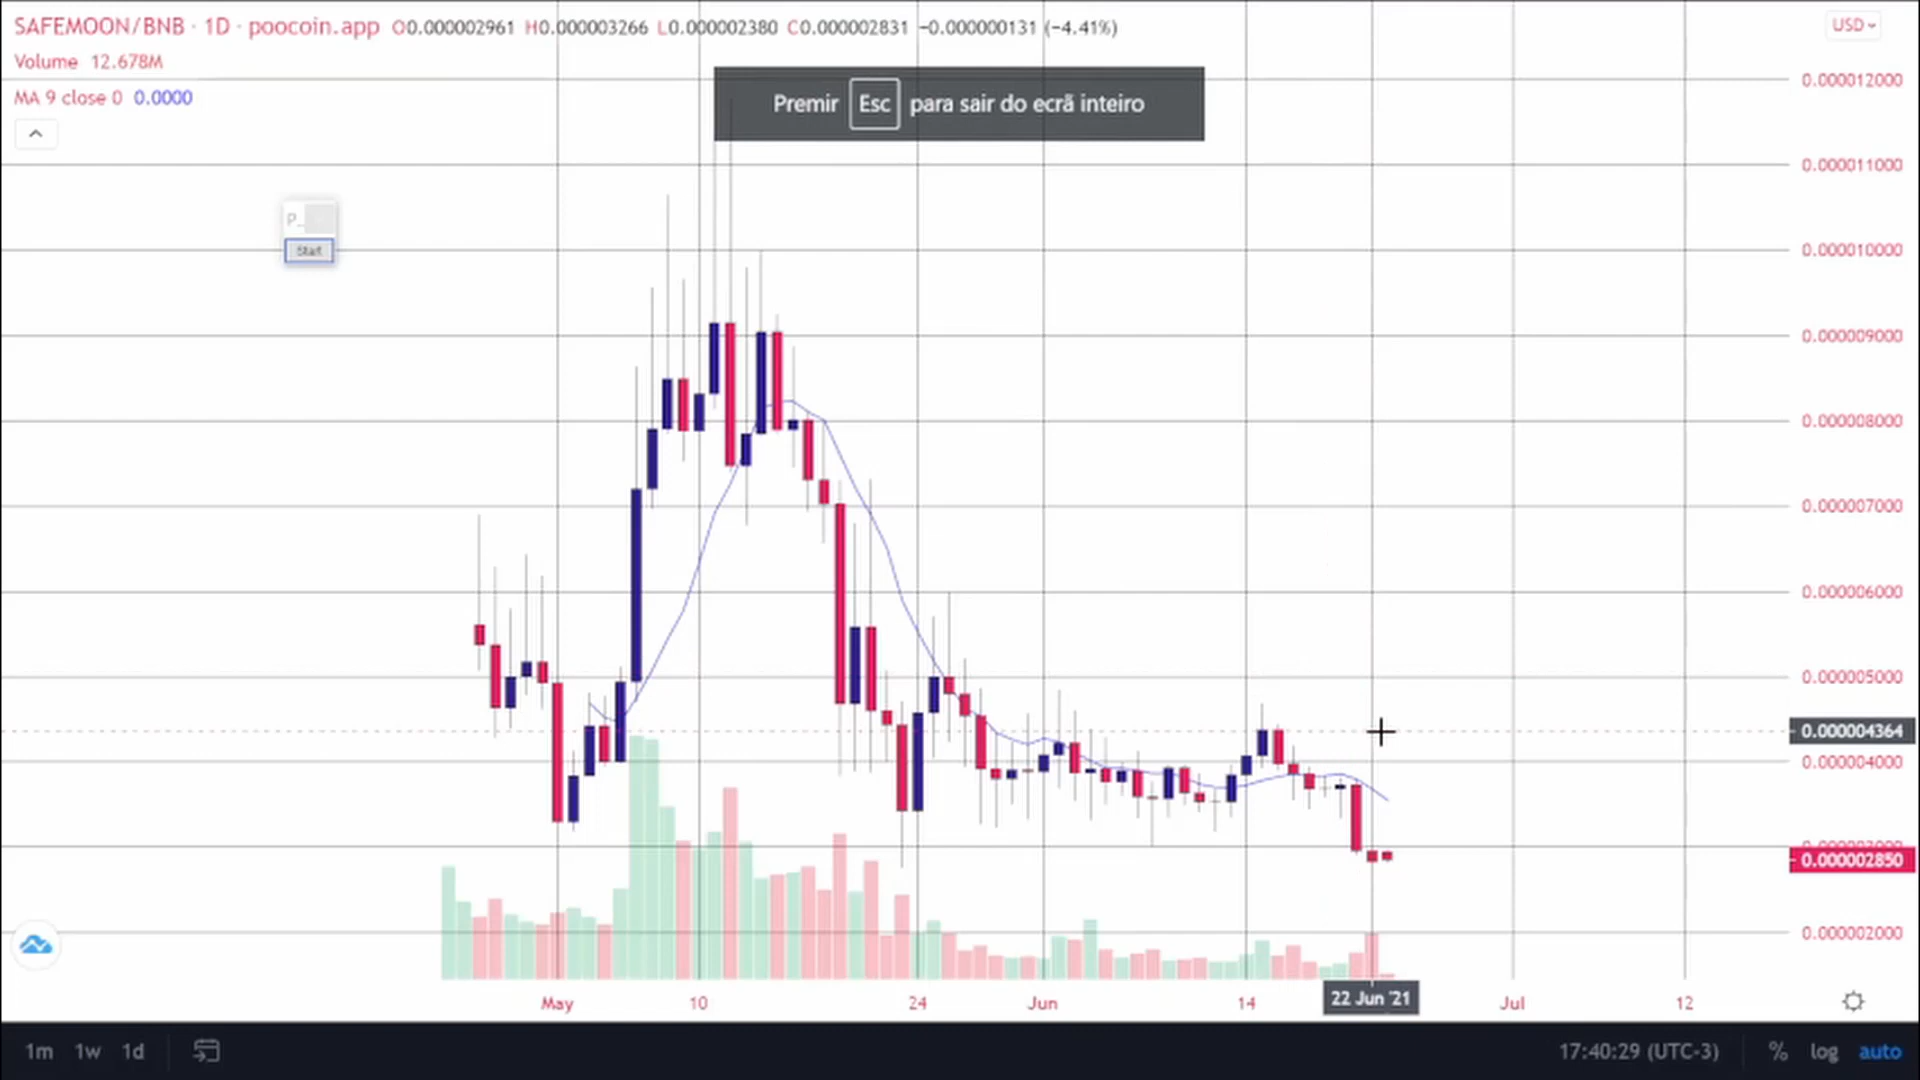 SAFEMOON/BNB · 1D · poocoin.app O0.000002961 H0.000003266 L0.000002380 C0.000002831 −0.000000131 (−4.41%)
USD
Volume 12.678M
MA 9 close 0 0.0000
Premir Esc para sair do ecrã inteiro
P_
Start
0.000012000
0.000011000
0.000010000
0.000009000
0.000008000
0.000007000
0.000006000
0.000005000
0.000004364
0.000004000
0.000002850
0.000002000
May 10 24 Jun 14 22 Jun '21 Jul 12
1m 1w 1d 17:40:29 (UTC-3) % log auto